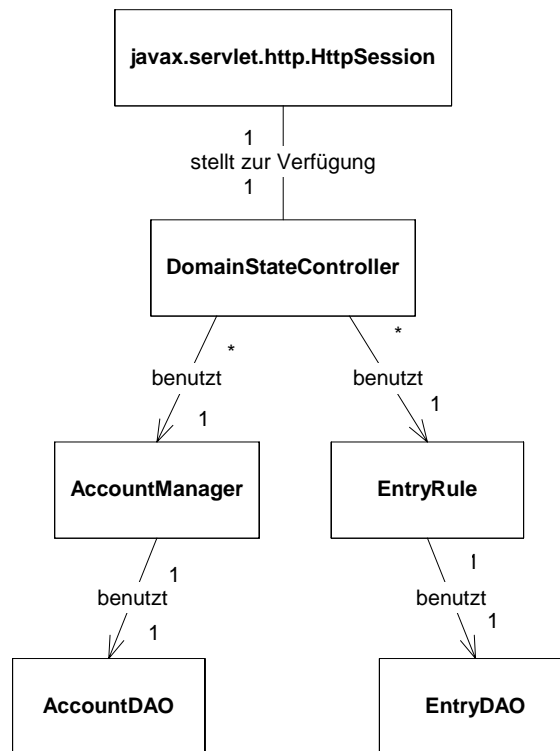 javax.servlet.http.HttpSession
1
stellt zur Verfügung
1
DomainStateController
* *
benutzt benutzt
1 1
AccountManager EntryRule
1 1
benutzt benutzt
1 1
AccountDAO EntryDAO